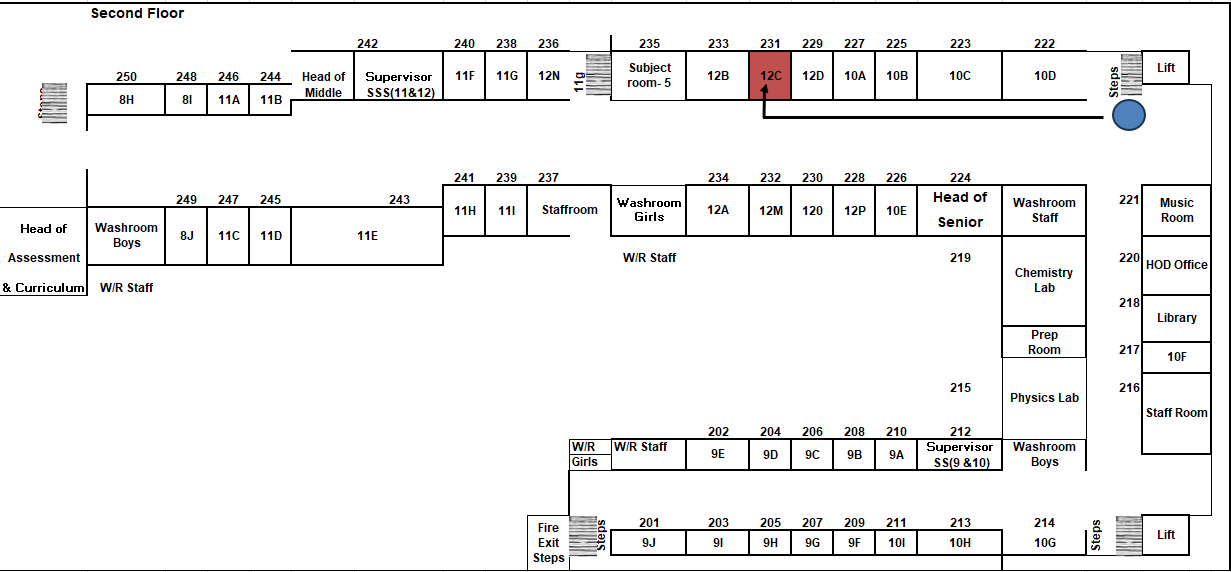 Second Floor
242 240 238 236 235 233 231 229 227 225 223 222
250 248 246 244
Head of
Middle
Supervisor
SSS(11&12)
11F 11G 12N
11g
Subject
room- 5
12B 12C 12D 10A 10B 10C 10D
Steps
Lift
Steps
8H 8I 11A 11B
241 239 237 234 232 230 228 226 224
249 247 245 243
221
11H 11I Staffroom
Washroom
Girls
12A 12M 120 12P 10E
Head of
Senior
Washroom
Staff
Music
Room
Head of
Assessment
& Curriculum
Washroom
Boys
8J 11C 11D 11E
W/R Staff
W/R Staff
219
220
HOD Office
Chemistry
Lab
218
Library
Prep
Room
217
10F
215
216
Physics Lab
Staff Room
202 204 206 208 210 212
W/R
Girls
W/R Staff
9E 9D 9C 9B 9A
Supervisor
SS(9 &10)
Washroom
Boys
201 203 205 207 209 211 213 214
Fire
Exit
Steps
Steps
9J 9I 9H 9G 9F 10I 10H 10G
Steps
Lift